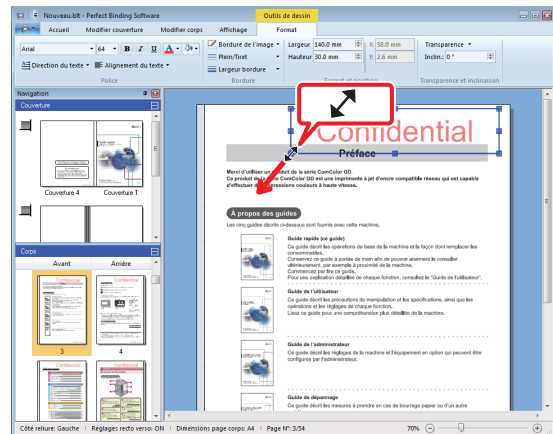 Nouveau.blt - Perfect Binding Software
Outils de dessin
Accueil Modifier couverture Modifier corps Affichage Format
Arial 64 B I U A
Bordure de l'image Largeur 140.0 mm X: 58.0 mm Transparence
Plein/Tiret Hauteur 30.0 mm Y: 2.6 mm Inclin.: 0 °
Direction du texte Alignement du texte Largeur bordure
Police Bordure Format et position Transparence et inclinaison
Navigation
Couverture
Couverture 4 Couverture 1
Corps
Avant Arrière
3 4
Confidential
Préface
Merci d'utiliser un produit de la série ComColor GD.
Ce produit de la série ComColor GD est une imprimante à jet d'encre compatible réseau qui est capable
d'effectuer des impressions couleurs à haute vitesse.
À propos des guides
Les cinq guides décrits ci-dessous sont fournis avec cette machine.
Guide rapide (ce guide)
Ce guide décrit les opérations de base de la machine et la façon dont remplacer les
consommables.
Conservez ce guide à portée de main afin de pouvoir aisément le consulter
ultérieurement, par exemple à proximité de la machine.
Commencez par lire ce guide.
Pour une explication détaillée de chaque fonction, consultez le "Guide de l'utilisateur".
Guide de l'utilisateur
Ce guide décrit les précautions de manipulation et les spécifications, ainsi que les
opérations et les réglages de chaque fonction.
Lisez ce guide pour une compréhension plus détaillée de la machine.
Guide de l'administrateur
Ce guide décrit les réglages de la machine et l'équipement en option qui peuvent être
configurés par l'administrateur.
Guide de dépannage
Ce guide décrit les mesures à prendre en cas de bourrage papier ou d'un autre
Côté reliure: Gauche Réglages recto verso: ON Dimensions page corps: A4 Page N°: 3/34 70%